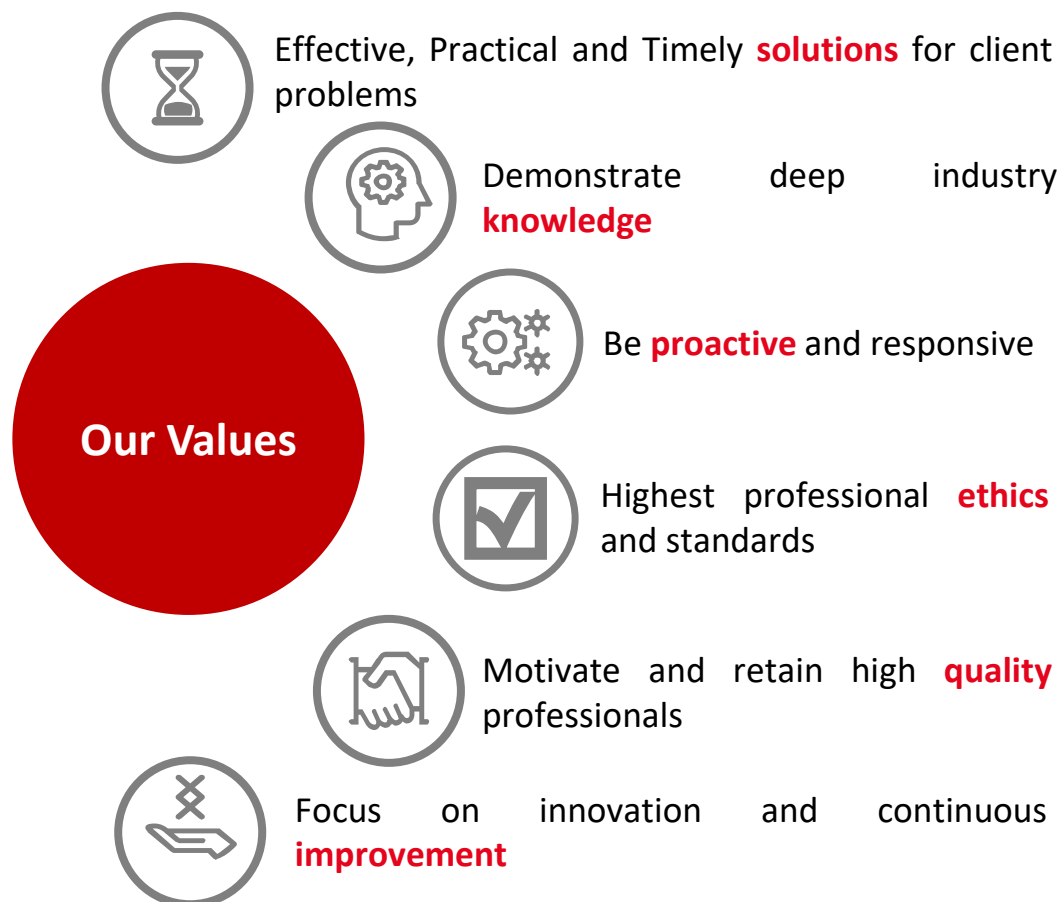 Effective, Practical and Timely solutions for client
problems
Demonstrate deep industry
knowledge
Be proactive and responsive
Our Values
Highest professional ethics
and standards
Motivate and retain high quality
professionals
Focus on innovation and continuous
improvement